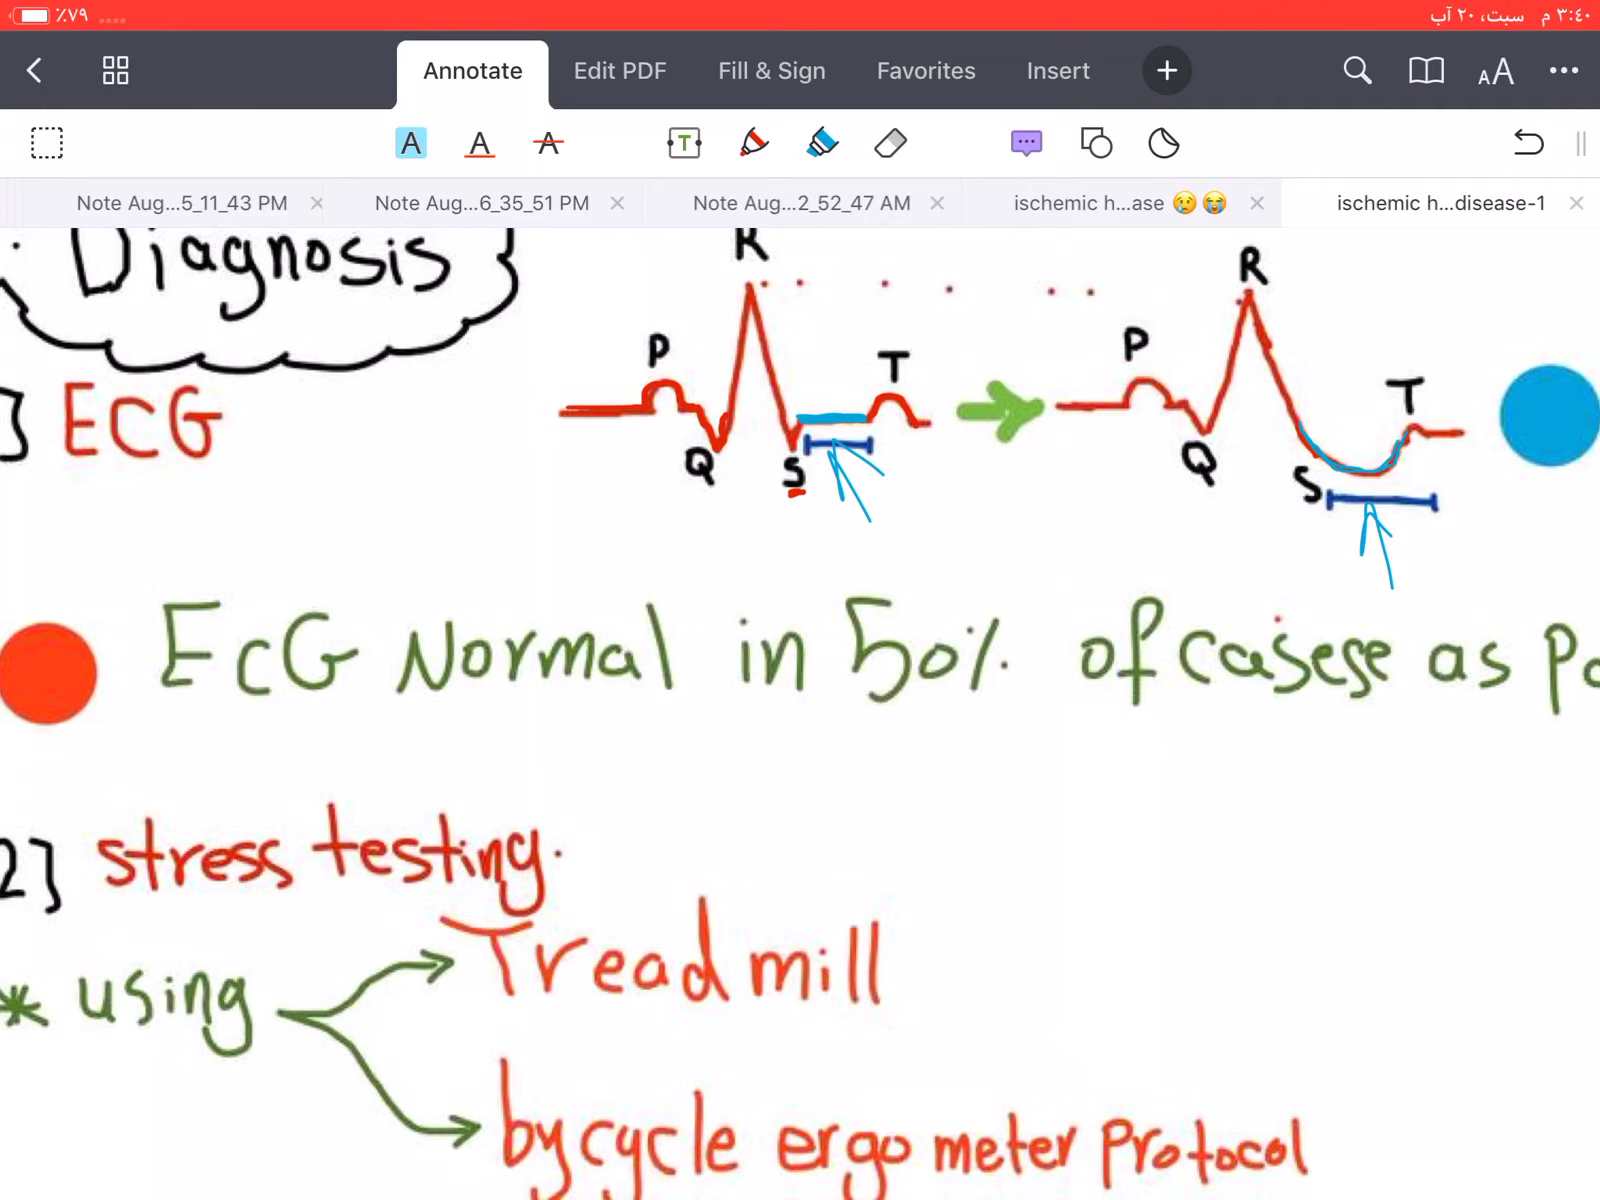 ٪٧٩
٣:٤٠ م  سبت، ٢٠ آب
Annotate Edit PDF Fill & Sign Favorites Insert
Note Aug...5_11_43 PM Note Aug...6_35_51 PM Note Aug...2_52_47 AM ischemic h...ase 😢😭 ischemic h...disease-1
Diagnosis
R R
P T P T
] ECG
Q S Q S
EcG Normal in 50% of casese as
2] stress testing.
* using Treadmill
bycycle ergo meter protocol